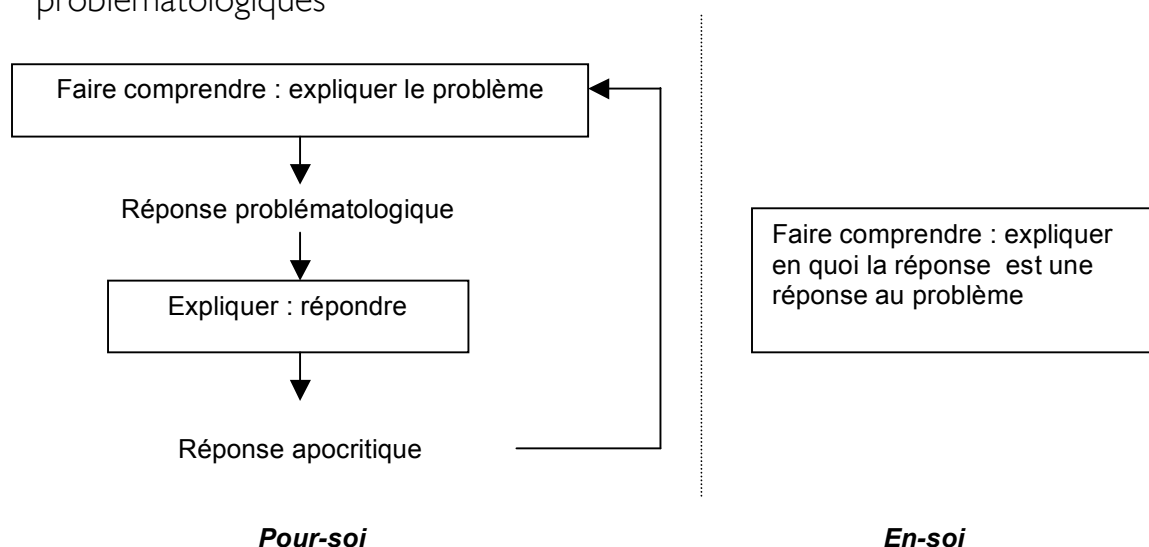 problématologiques
Faire comprendre : expliquer le problème
Réponse problématologique
Expliquer : répondre
Réponse apocritique
Pour-soi
Faire comprendre : expliquer
en quoi la réponse est une
réponse au problème
En-soi